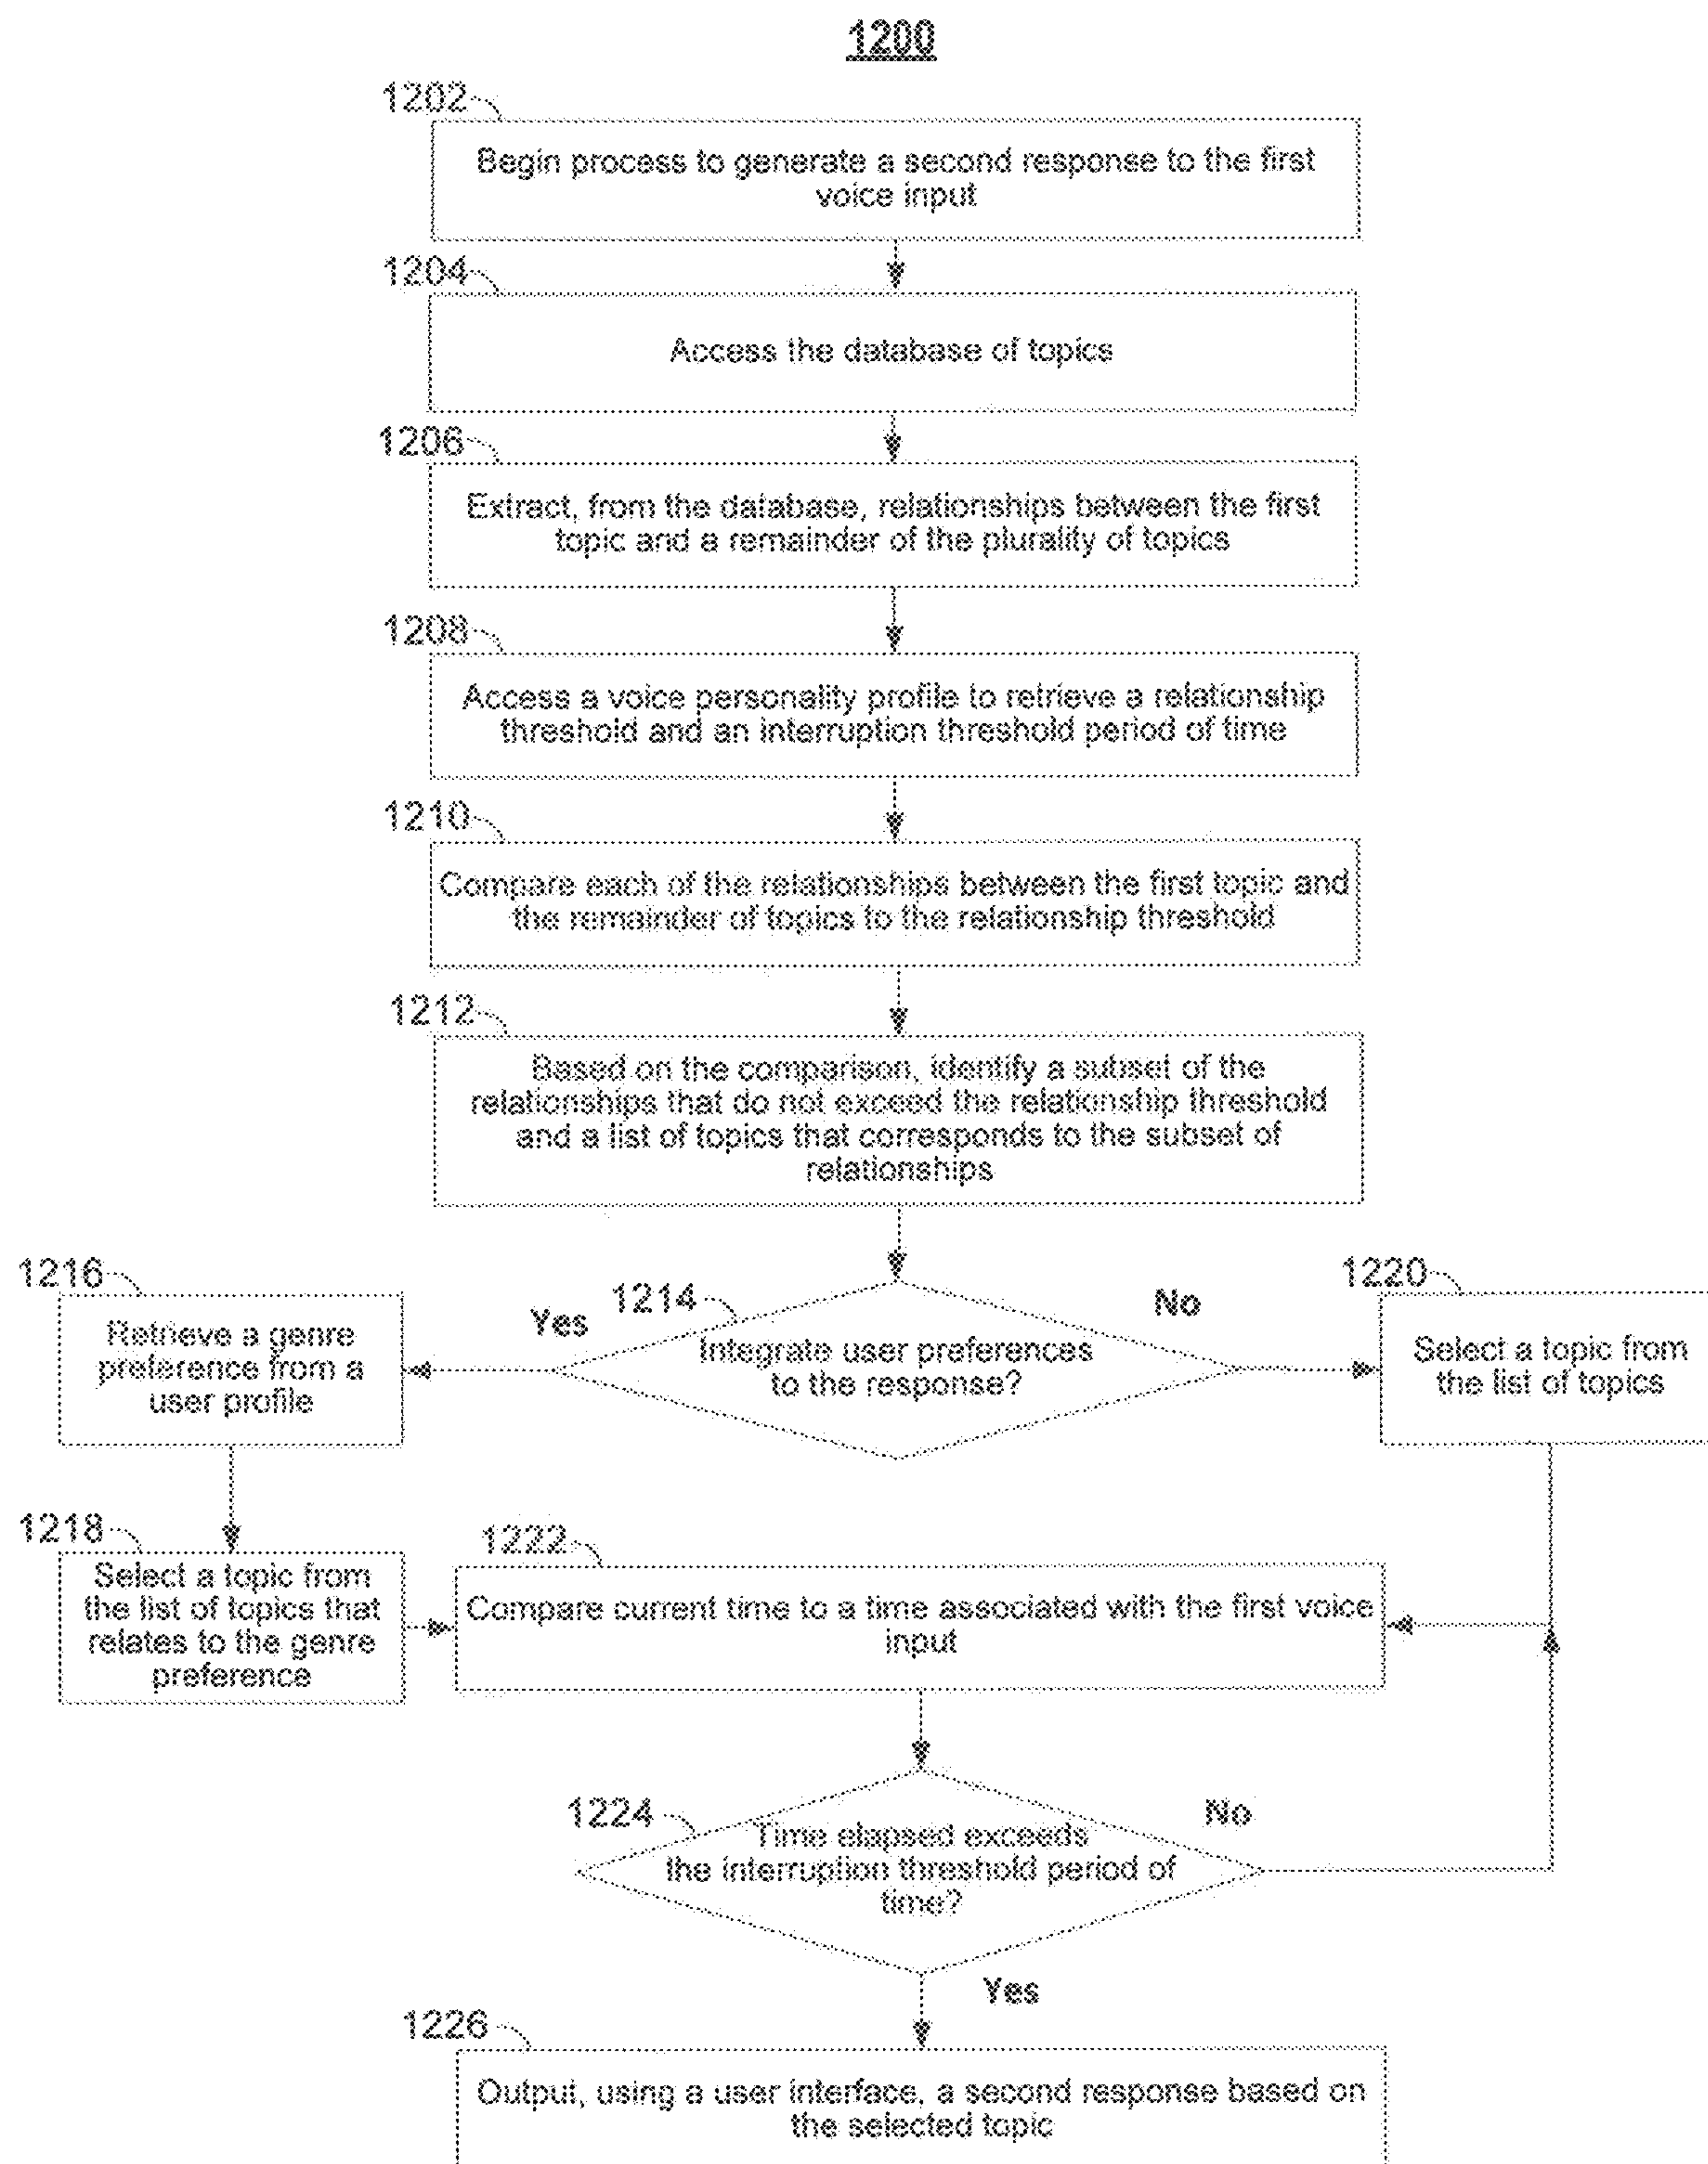 1200
1202
Begin process to generate a second response to the first
voice input
1204
Access the database of topics
1206
Extract, from the database, relationships between the first
topic and a remainder of the plurality of topics
1208
Access a voice personality profile to retrieve a relationship
threshold and an interruption threshold period of time
1210
Compare each of the relationships between the first topic and
the remainder of topics to the relationship threshold
1212
Based on the comparison, identify a subset of the
relationships that do not exceed the relationship threshold
and a list of topics that corresponds to the subset of
relationships
1214
Integrate user preferences
to the response?
Yes
No
1216
Retrieve a genre
preference from a
user profile
1220
Select a topic from
the list of topics
1218
Select a topic from
the list of topics that
relates to the genre
preference
1222
Compare current time to a time associated with the first voice
input
1224
Time elapsed exceeds
the interruption threshold period of
time?
No
Yes
1226
Output, using a user interface, a second response based on
the selected topic